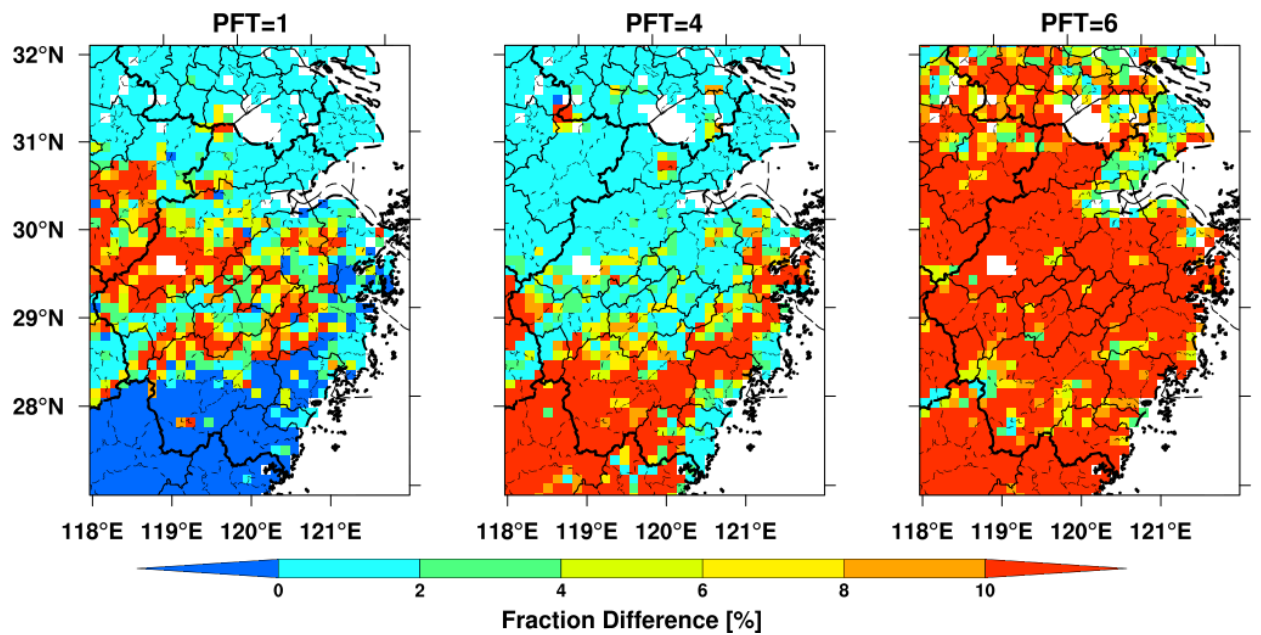 PFT=1 PFT=4 PFT=6
32°N
31°N
30°N
29°N
28°N
118°E 119°E 120°E 121°E 118°E 119°E 120°E 121°E 118°E 119°E 120°E 121°E
0 2 4 6 8 10
Fraction Difference [%]